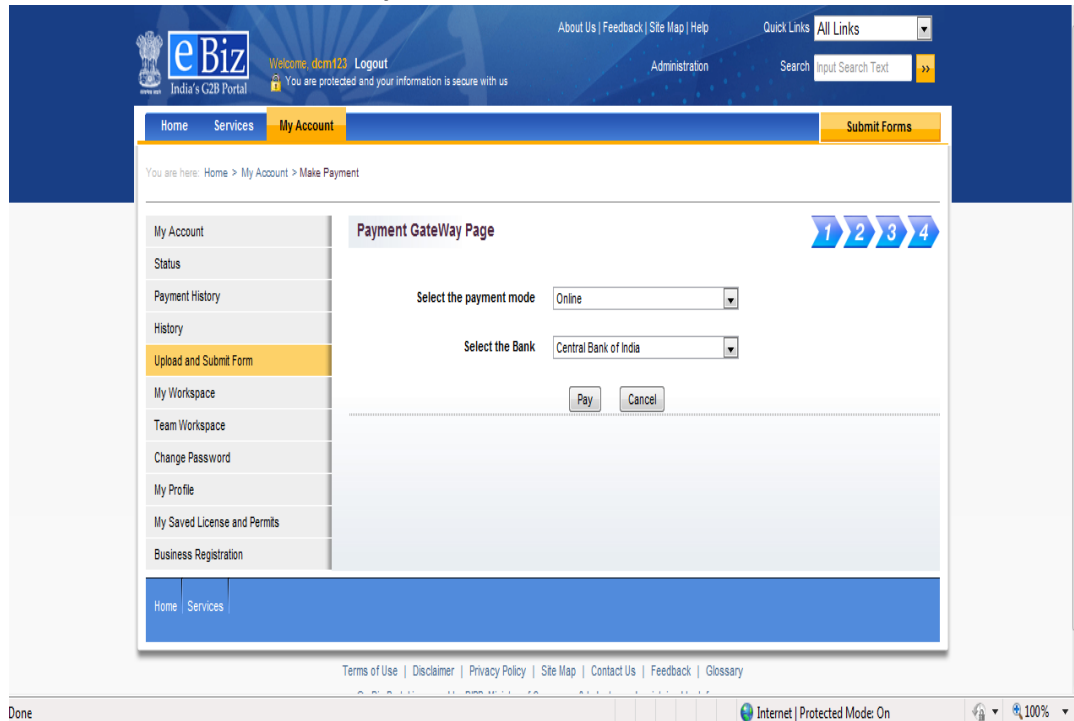 About Us | Feedback | Site Map | Help
Quick Links All Links
eBiz
India's G2B Portal
Welcome, dcm123 Logout
You are protected and your information is secure with us
Administration
Search Input Search Text »
Home Services My Account Submit Forms
You are here: Home > My Account > Make Payment
My Account
Status
Payment History
History
Upload and Submit Form
My Workspace
Team Workspace
Change Password
My Profile
My Saved License and Permits
Business Registration
Payment GateWay Page
1 2 3 4
Select the payment mode Online
Select the Bank Central Bank of India
Pay Cancel
Home Services
Terms of Use | Disclaimer | Privacy Policy | Site Map | Contact Us | Feedback | Glossary
Done
Internet | Protected Mode: On
100%